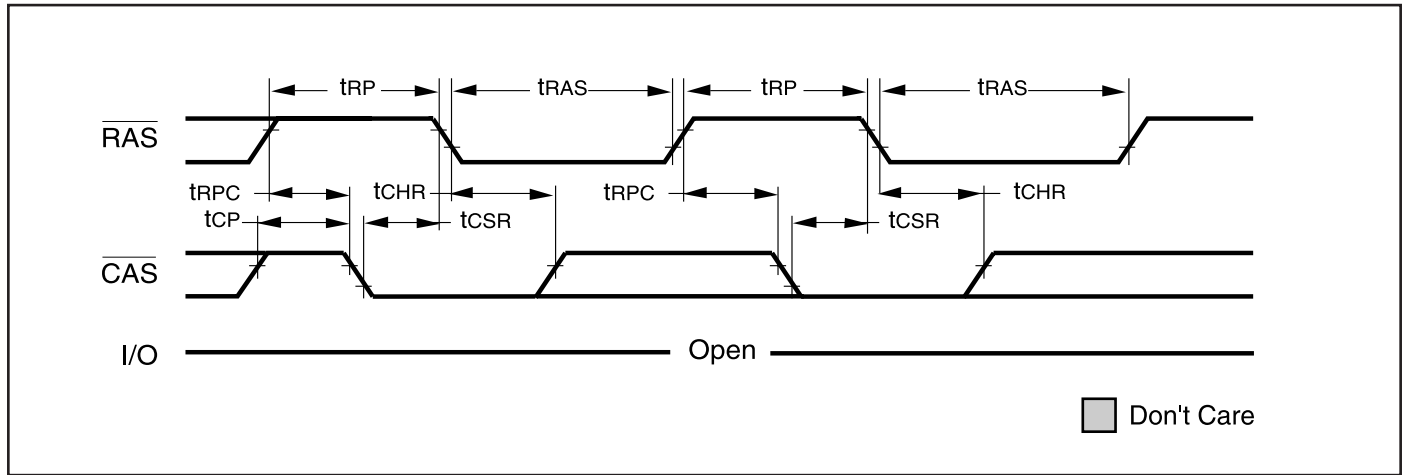 tRP tRAS tRP tRAS
RAS
tRPC tCHR tRPC tCHR
tCP tCSR tCSR
CAS
I/O Open
Don't Care